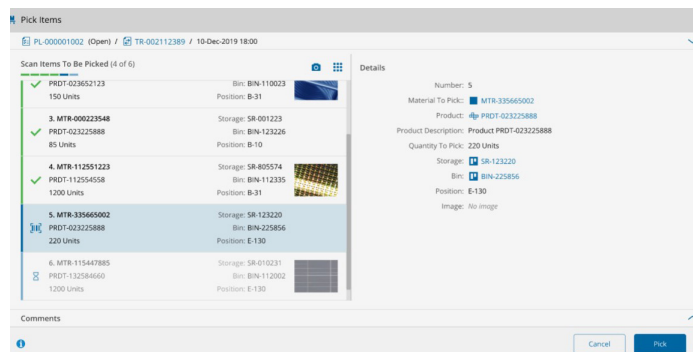 Pick Items
PL-000001002 (Open) / TR-002112389 / 10-Dec-2019 18:00
Scan Items To Be Picked (4 of 6)
PRDT-023652123 Bin: BIN-110023
150 Units Position: B-31
3. MTR-000223548 Storage: SR-001223
PRDT-023225888 Bin: BIN-123226
85 Units Position: B-10
4. MTR-112551223 Storage: SR-805574
PRDT-112554558 Bin: BIN-112335
1200 Units Position: B-31
5. MTR-335665002 Storage: SR-123220
PRDT-023225888 Bin: BIN-225856
220 Units Position: E-130
6. MTR-115447885 Storage: SR-010231
PRDT-132584660 Bin: BIN-112002
1200 Units Position: E-130
Details
Number: 5
Material To Pick:: MTR-335665002
Product: PRDT-023225888
Product Description: Product PRDT-023225888
Quantity To Pick: 220 Units
Storage: SR-123220
Bin: BIN-225856
Position: E-130
Image: No Image
Comments
Cancel Pick